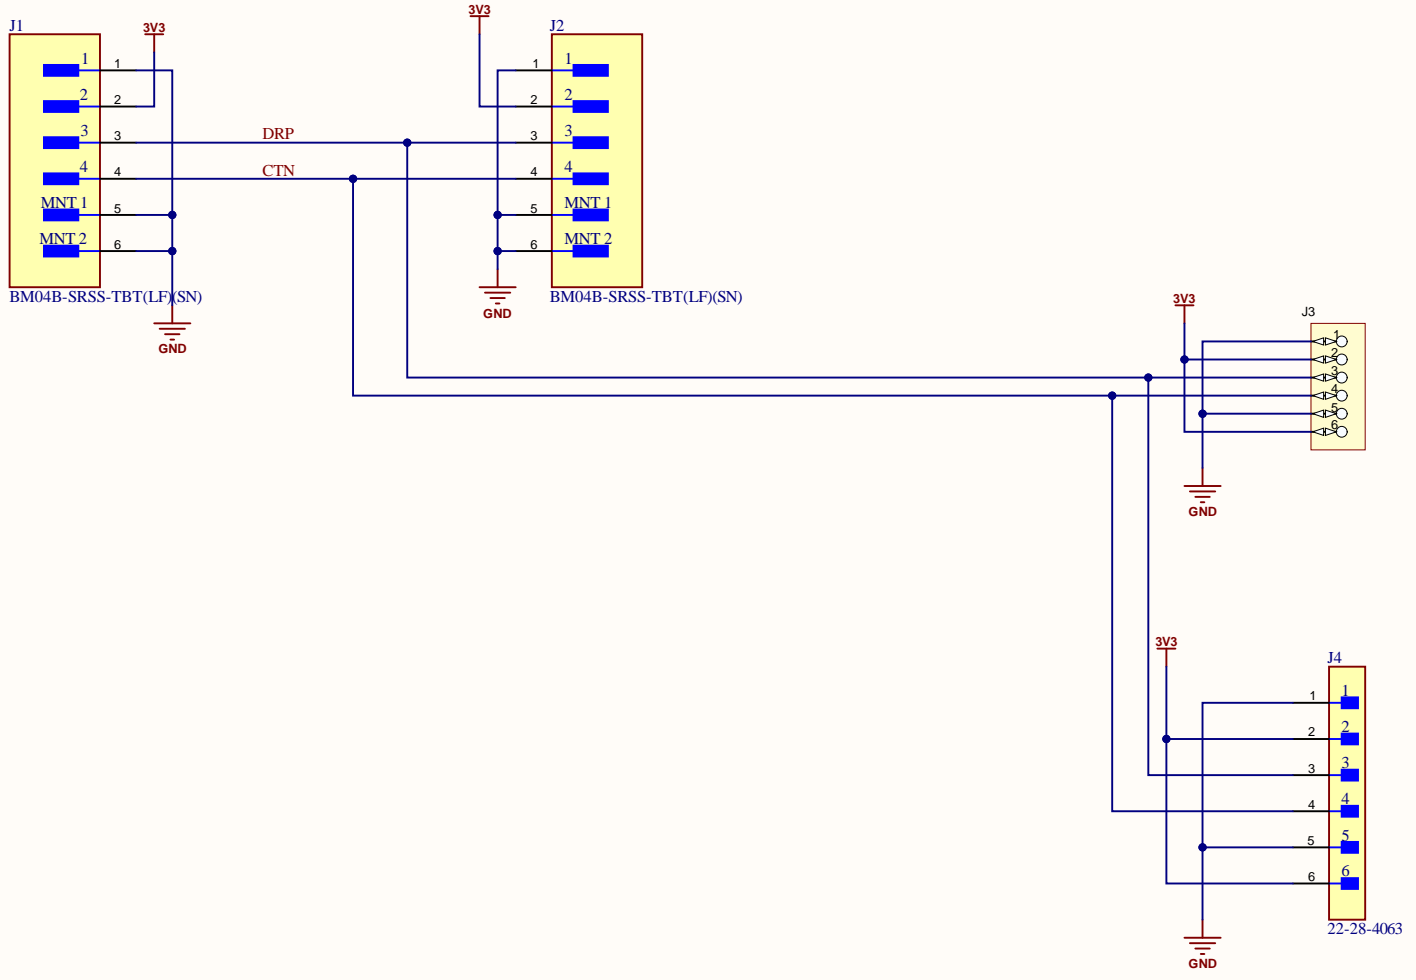 J1
3V3
1 1
2 2
3 3
4 4
MNT 1 5
MNT 2 6
BM04B-SRSS-TBT(LF)(SN)
GND
DRP
CTN
3V3
J2
1 1
2 2
3 3
4 4
5 MNT 1
6 MNT 2
BM04B-SRSS-TBT(LF)(SN)
GND
3V3
J3
1
2
3
4
5
6
GND
3V3
J4
1 1
2 2
3 3
4 4
5 5
6 6
22-28-4063
GND